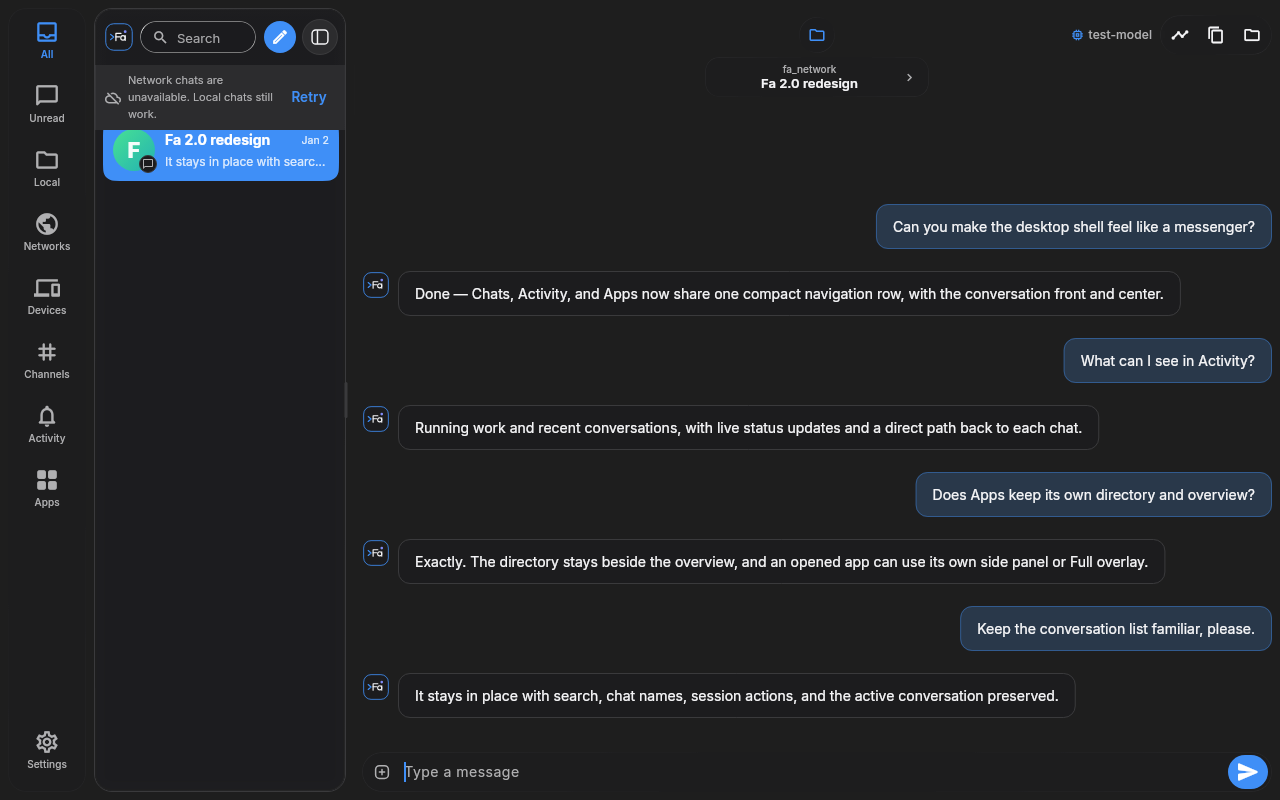 All
Unread
Local
Networks
Devices
Channels
Activity
Apps
Settings
Fa
Search
Network chats are
unavailable. Local chats still
work.
Retry
F
Fa 2.0 redesign
Jan 2
It stays in place with searc...
test-model
fa_network
Fa 2.0 redesign
Can you make the desktop shell feel like a messenger?
Fa
Done — Chats, Activity, and Apps now share one compact navigation row, with the conversation front and center.
What can I see in Activity?
Fa
Running work and recent conversations, with live status updates and a direct path back to each chat.
Does Apps keep its own directory and overview?
Fa
Exactly. The directory stays beside the overview, and an opened app can use its own side panel or Full overlay.
Keep the conversation list familiar, please.
Fa
It stays in place with search, chat names, session actions, and the active conversation preserved.
Type a message